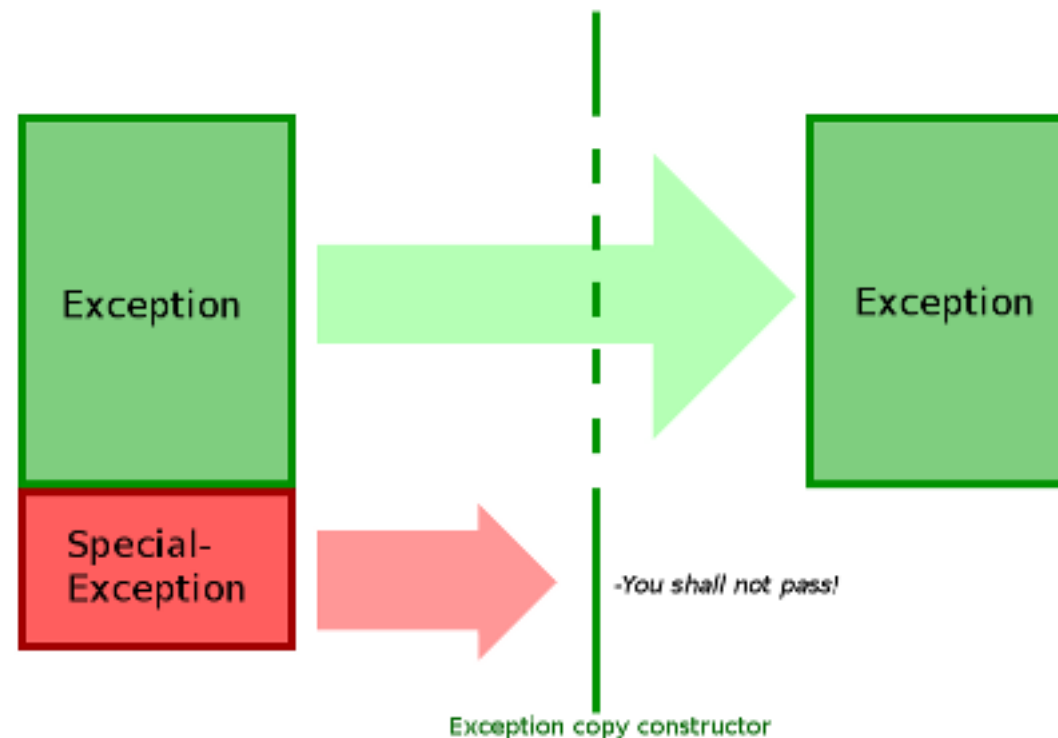 Exception
Exception
Special-
Exception
-You shall not pass!
Exception copy constructor